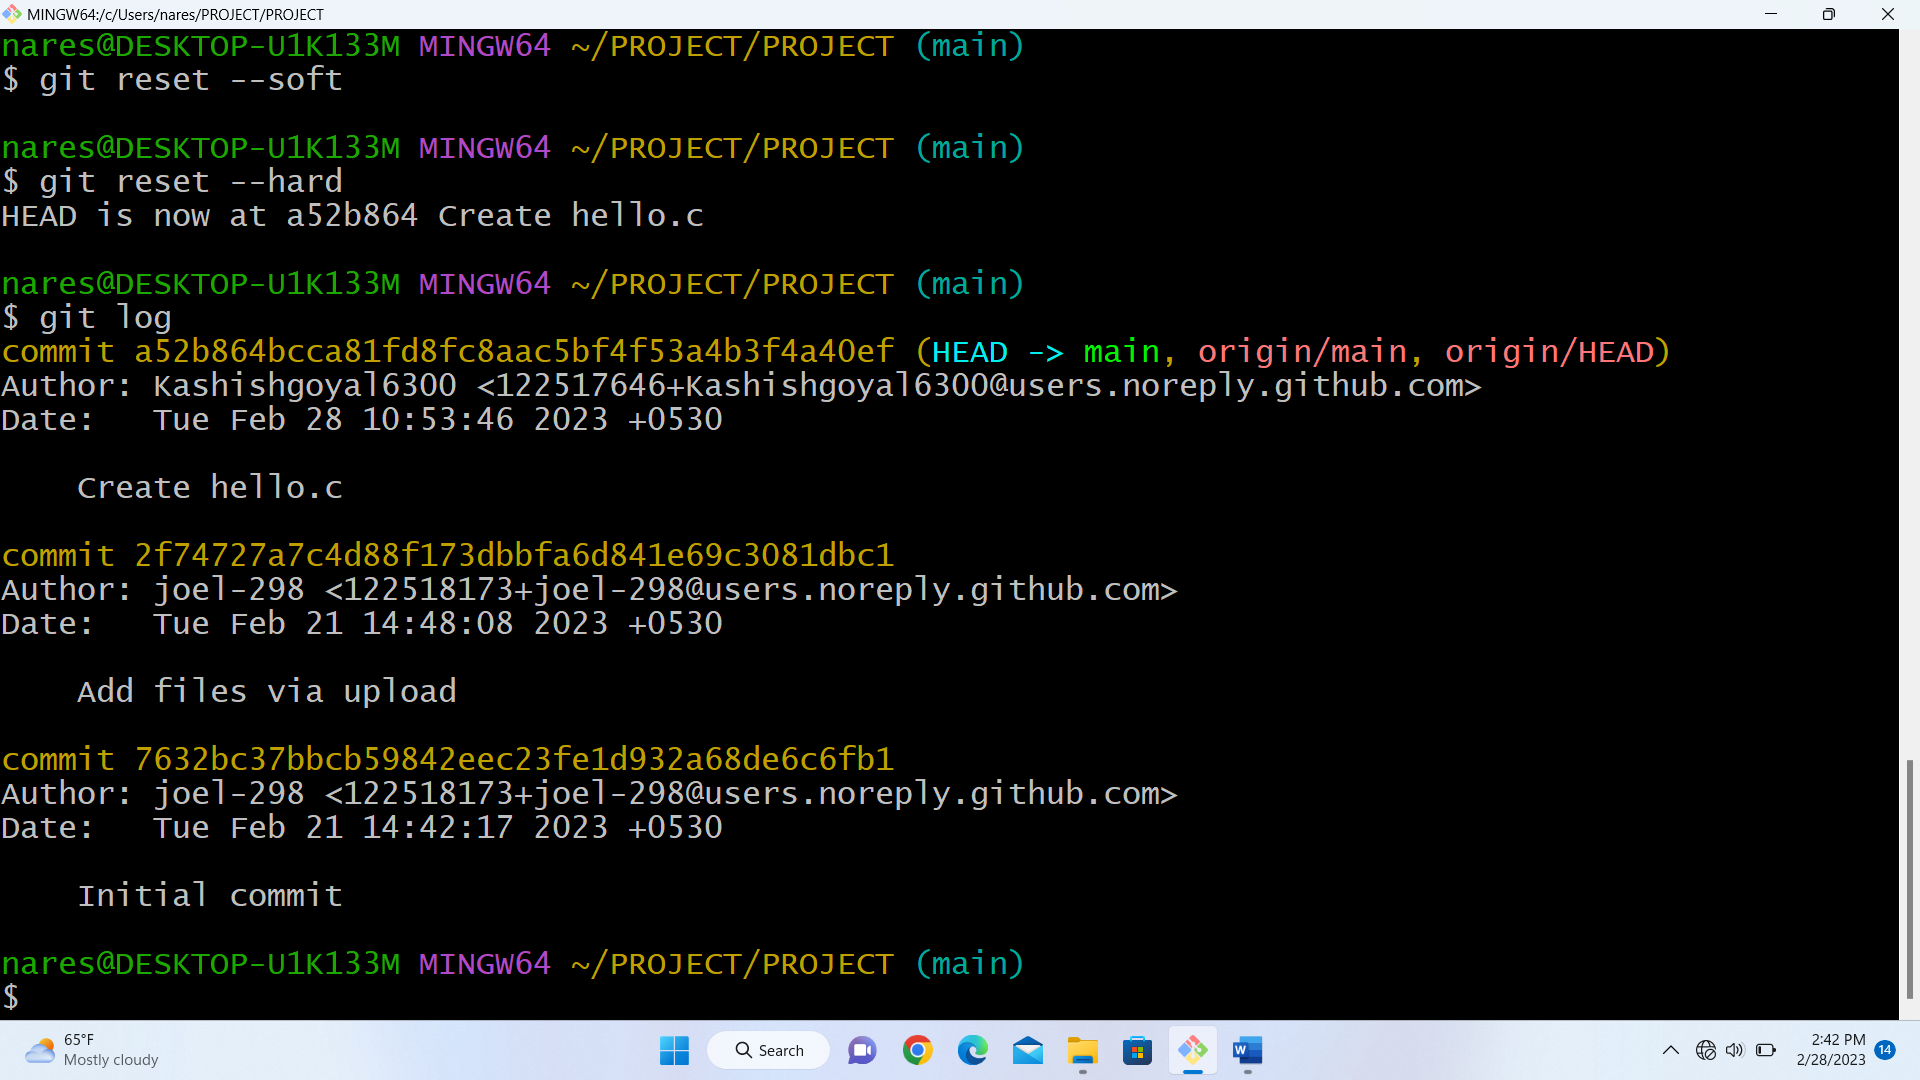 MINGW64:/c/Users/nares/PROJECT/PROJECT
nares@DESKTOP-U1K133M MINGW64 ~/PROJECT/PROJECT (main)
$ git reset --soft
nares@DESKTOP-U1K133M MINGW64 ~/PROJECT/PROJECT (main)
$ git reset --hard
HEAD is now at a52b864 Create hello.c
nares@DESKTOP-U1K133M MINGW64 ~/PROJECT/PROJECT (main)
$ git log
commit a52b864bcca81fd8fc8aac5bf4f53a4b3f4a40ef (HEAD -> main, origin/main, origin/HEAD)
Author: Kashishgoyal6300 <122517646+Kashishgoyal6300@users.noreply.github.com>
Date:   Tue Feb 28 10:53:46 2023 +0530
Create hello.c
commit 2f74727a7c4d88f173dbbfa6d841e69c3081dbc1
Author: joel-298 <122518173+joel-298@users.noreply.github.com>
Date:   Tue Feb 21 14:48:08 2023 +0530
Add files via upload
commit 7632bc37bbcb59842eec23fe1d932a68de6c6fb1
Author: joel-298 <122518173+joel-298@users.noreply.github.com>
Date:   Tue Feb 21 14:42:17 2023 +0530
Initial commit
nares@DESKTOP-U1K133M MINGW64 ~/PROJECT/PROJECT (main)
$
65°F
Mostly cloudy
Search
W
2:42 PM
2/28/2023
14